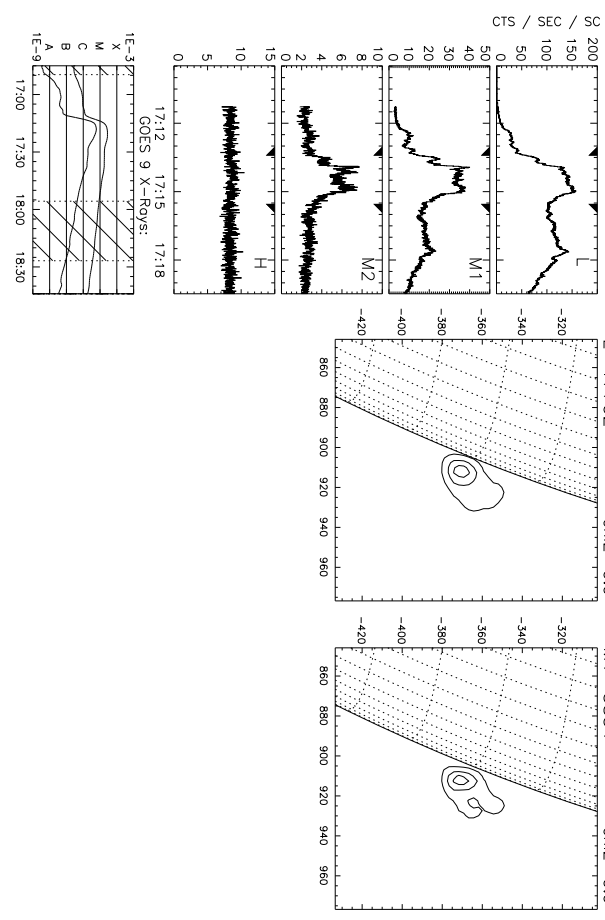 CTS / SEC / SC
0 50 100 150 200
L
0 10 20 30 40 50
M1
0 2 4 6 8 10
M2
0 5 10 15
H
17:12 17:15 17:18
GOES 9 X-Rays:
1E-3
X
M
C
B
A
1E-9
17:00 17:30 18:00 18:30
-420 -400 -380 -360 -340 -320
860 880 900 920 940 960
-420 -400 -380 -360 -340 -320
860 880 900 920 940 960